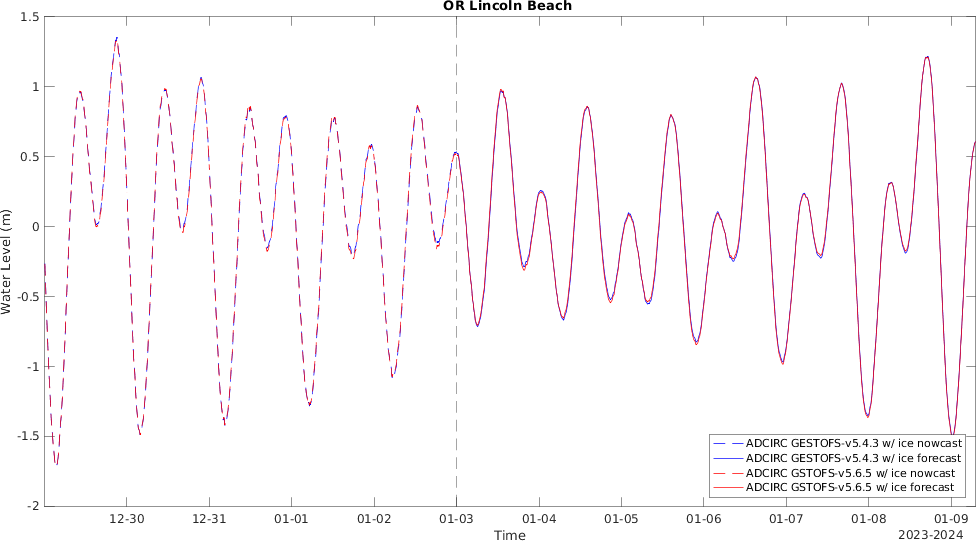 OR Lincoln Beach
1.5
1
0.5
0
-0.5
-1
-1.5
-2
Water Level (m)
12-30 12-31 01-01 01-02 01-03 01-04 01-05 01-06 01-07 01-08 01-09
Time
2023-2024
ADCIRC GESTOFS-v5.4.3 w/ ice nowcast
ADCIRC GESTOFS-v5.4.3 w/ ice forecast
ADCIRC GSTOFS-v5.6.5 w/ ice nowcast
ADCIRC GSTOFS-v5.6.5 w/ ice forecast